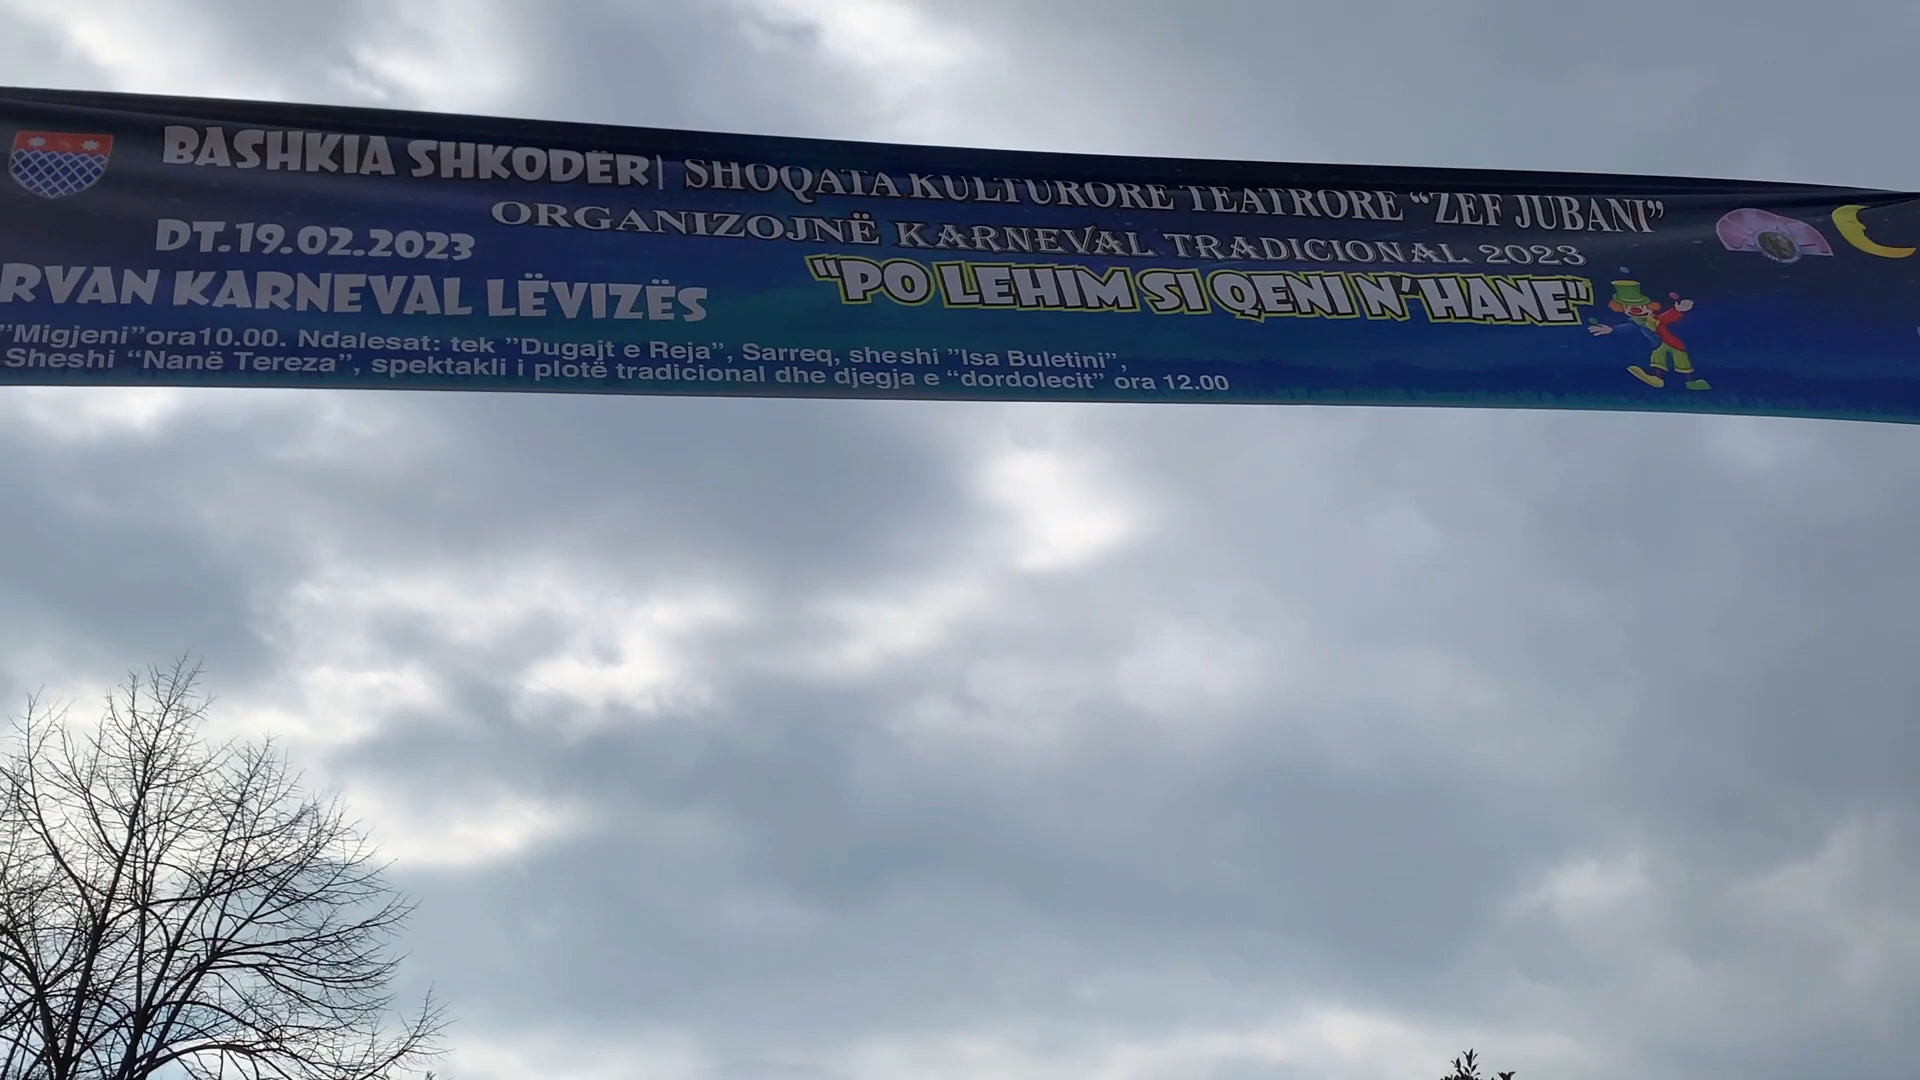 BASHKIA SHKODËR| SHOQATA KULTURORE TEATRORE “ZEF JUBANI”
ORGANIZOJNË KARNEVAL TRADICIONAL 2023
“PO LEHIM SI QENI N’HANE”
DT.19.02.2023
RVAN KARNEVAL LËVIZËS
”Migjeni”ora10.00. Ndalesat: tek ”Dugajt e Reja”, Sarreq, sheshi ”Isa Buletini”,
Sheshi “Nanë Tereza”, spektakli i plotë tradicional dhe djegja e “dordolecit” ora 12.00